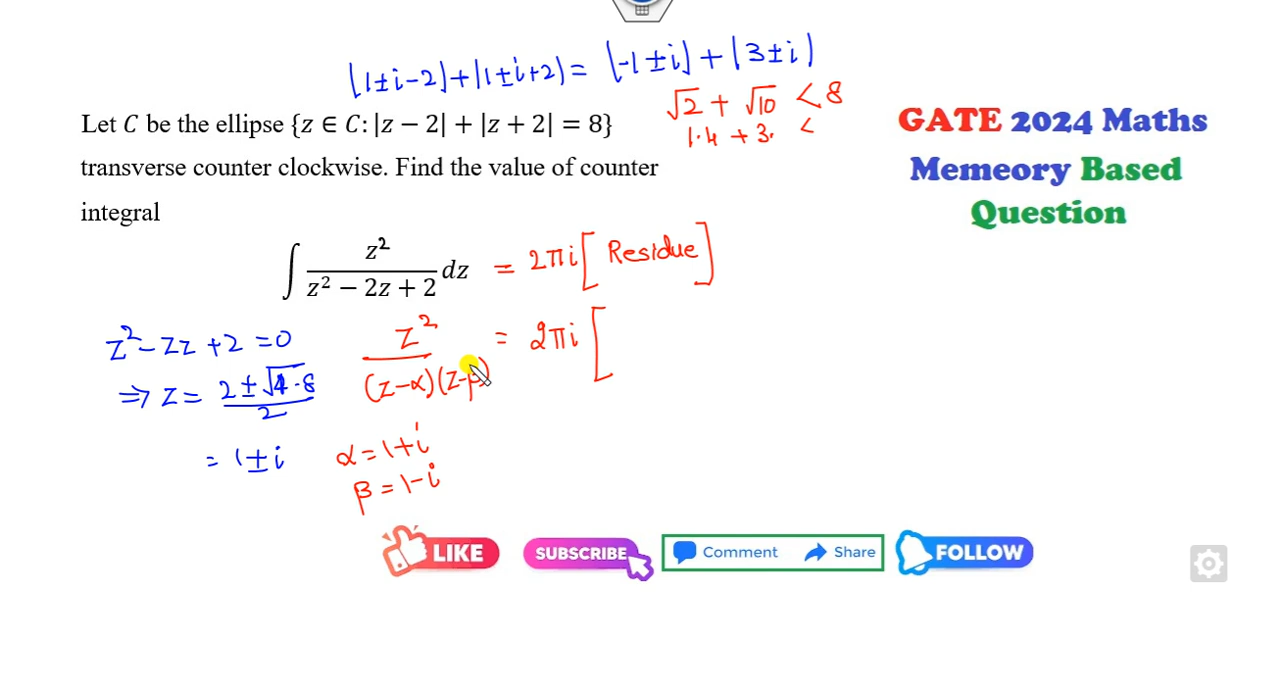 |1±i-2|+|1±i+2| = |-1±i|+|3±i|
√2 + √10 < 8
1.4 + 3. <
Let C be the ellipse {z ∈ C: |z − 2| + |z + 2| = 8}
transverse counter clockwise. Find the value of counter
integral
GATE 2024 Maths
Memeory Based
Question
∫ z²/(z² − 2z + 2) dz = 2πi [Residue]
z²-2z+2=0
⇒ z = (2±√4-8)/2
= 1±i
z²/((z-α)(z-β)) = 2πi [
α=1+i
β=1-i
LIKE
SUBSCRIBE
Comment
Share
FOLLOW